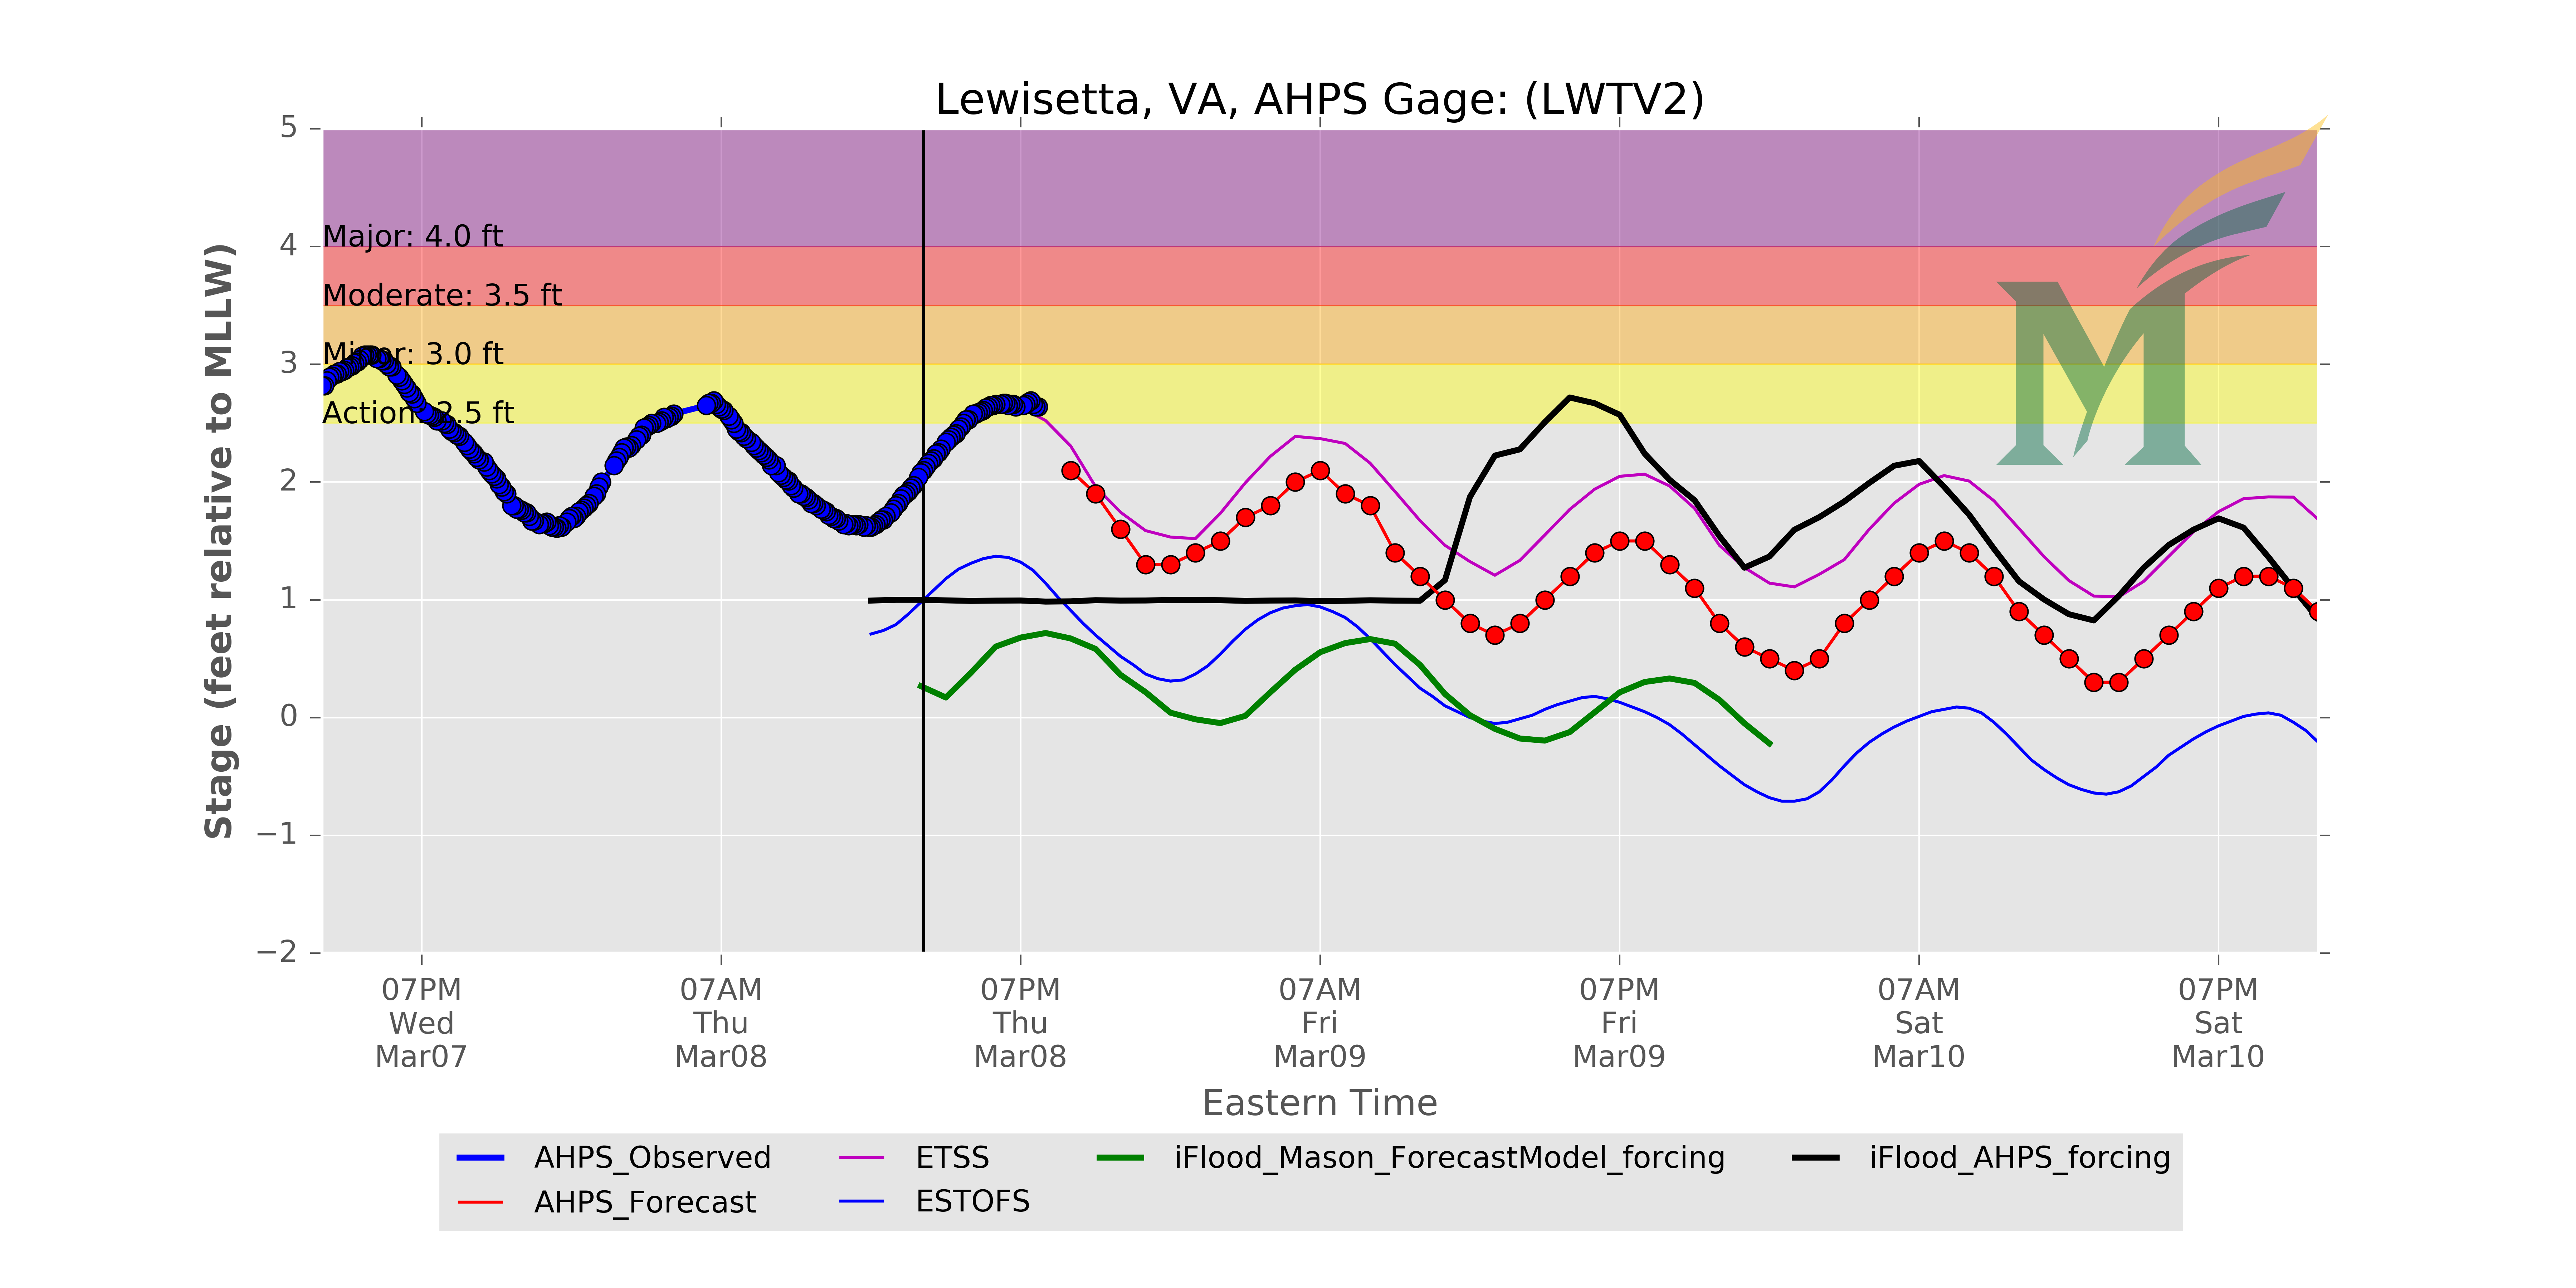 Lewisetta, VA, AHPS Gage: (LWTV2)
5
4
3
2
1
0
−1
−2
Stage (feet relative to MLLW)
Major: 4.0 ft
Moderate: 3.5 ft
Minor: 3.0 ft
Action: 2.5 ft
M
07PM 07AM 07PM 07AM 07PM 07AM 07PM
Wed Thu Thu Fri Fri Sat Sat
Mar07 Mar08 Mar08 Mar09 Mar09 Mar10 Mar10
Eastern Time
AHPS_Observed ETSS iFlood_Mason_ForecastModel_forcing iFlood_AHPS_forcing
AHPS_Forecast ESTOFS